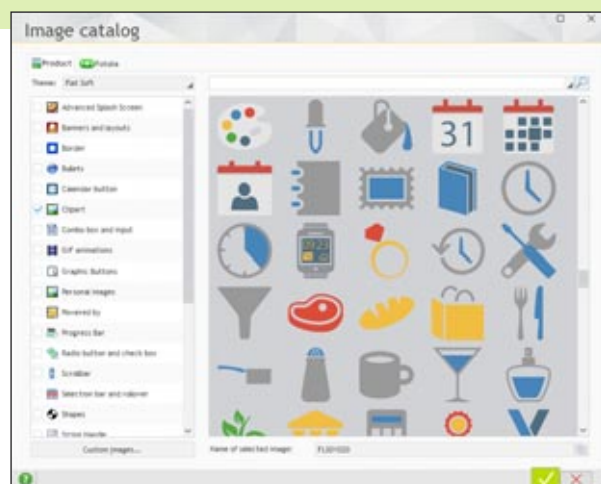 Image catalog
Product Potato
Theme: Flat Soft
Advanced Splash Screen
Banners and layouts
Border
Bullets
Calendar button
Clipart
Combo box and input
GIF animations
Graphic Buttons
Personal images
Powered by
Progress Bar
Radio button and check box
Scrollbar
Selection bar and rollover
Shapes
Custom images...
Name of selected image:
31